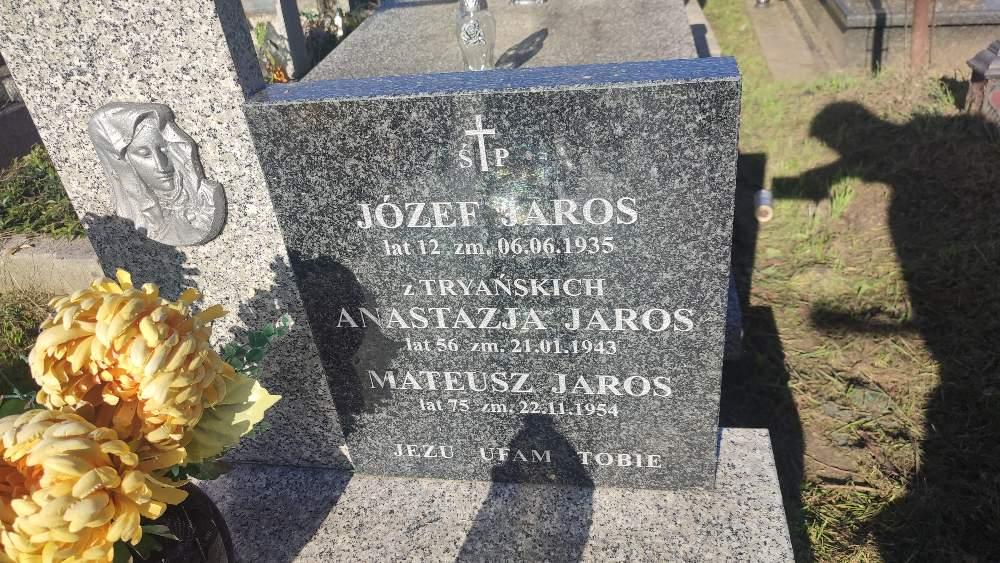 Ś P
JÓZEF JAROS
lat 12 zm. 06.06.1935
z TRYAŃSKICH
ANASTAZJA JAROS
lat 56 zm. 21.01.1943
MATEUSZ JAROS
lat 75 zm. 22.11.1954
JEZU UFAM TOBIE